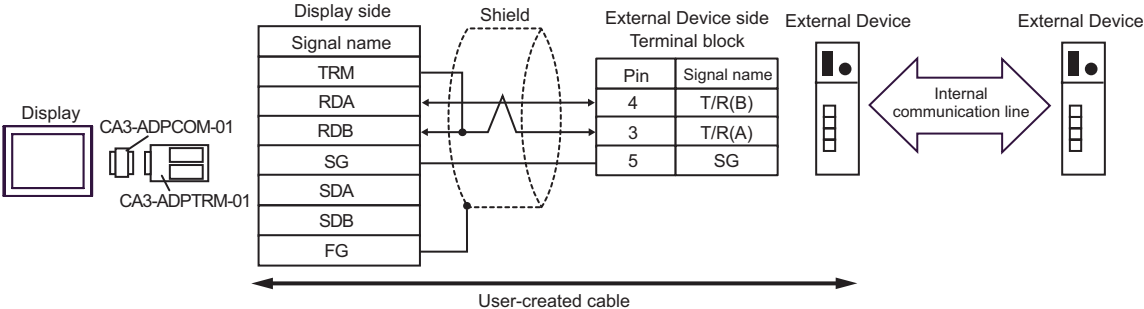 Display side
Shield
External Device side
Terminal block
External Device
External Device
Signal name
TRM
RDA
RDB
SG
SDA
SDB
FG
Pin
Signal name
4
T/R(B)
3
T/R(A)
5
SG
Internal
communication line
Display
CA3-ADPCOM-01
CA3-ADPTRM-01
User-created cable